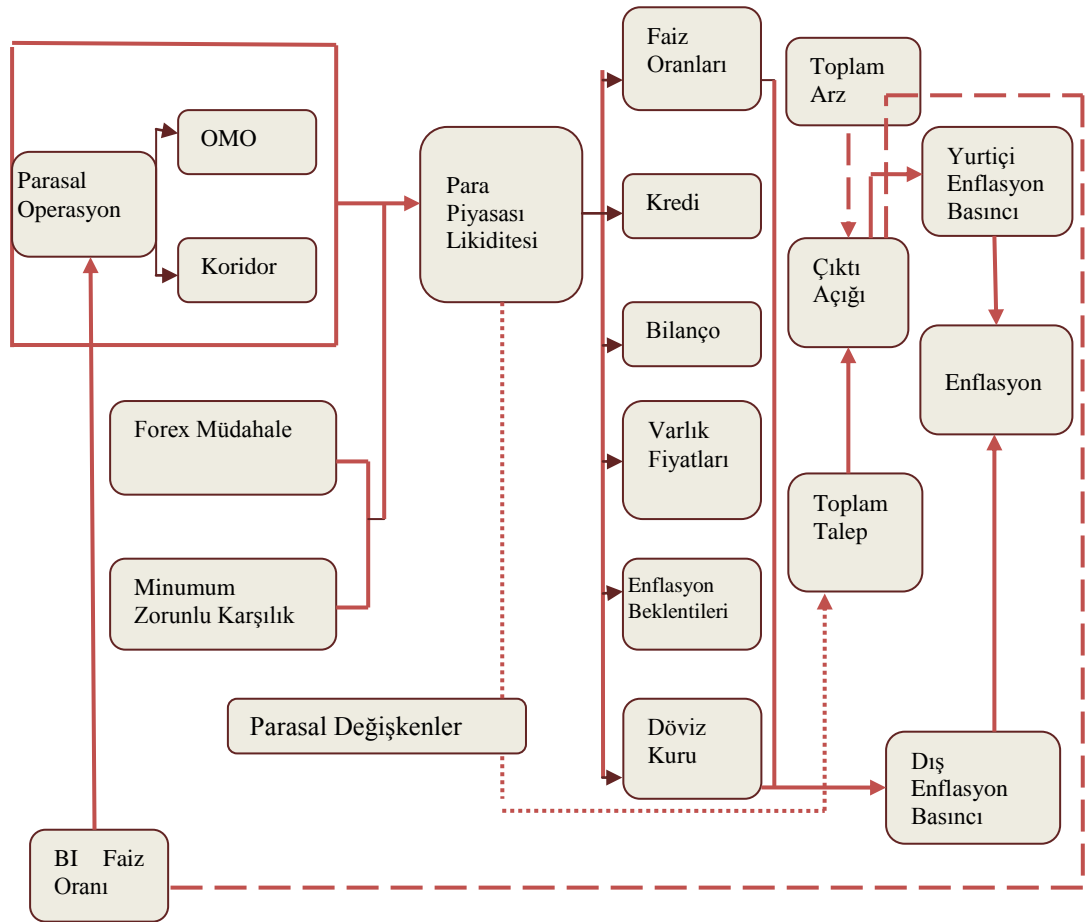 Parasal
Operasyon
OMO
Koridor
Forex Müdahale
Minumum
Zorunlu Karşılık
Parasal Değişkenler
BI Faiz
Oranı
Para
Piyasası
Likiditesi
Faiz
Oranları
Kredi
Bilanço
Varlık
Fiyatları
Enflasyon
Beklentileri
Döviz
Kuru
Toplam
Arz
Çıktı
Açığı
Toplam
Talep
Yurtiçi
Enflasyon
Basıncı
Enflasyon
Dış
Enflasyon
Basıncı